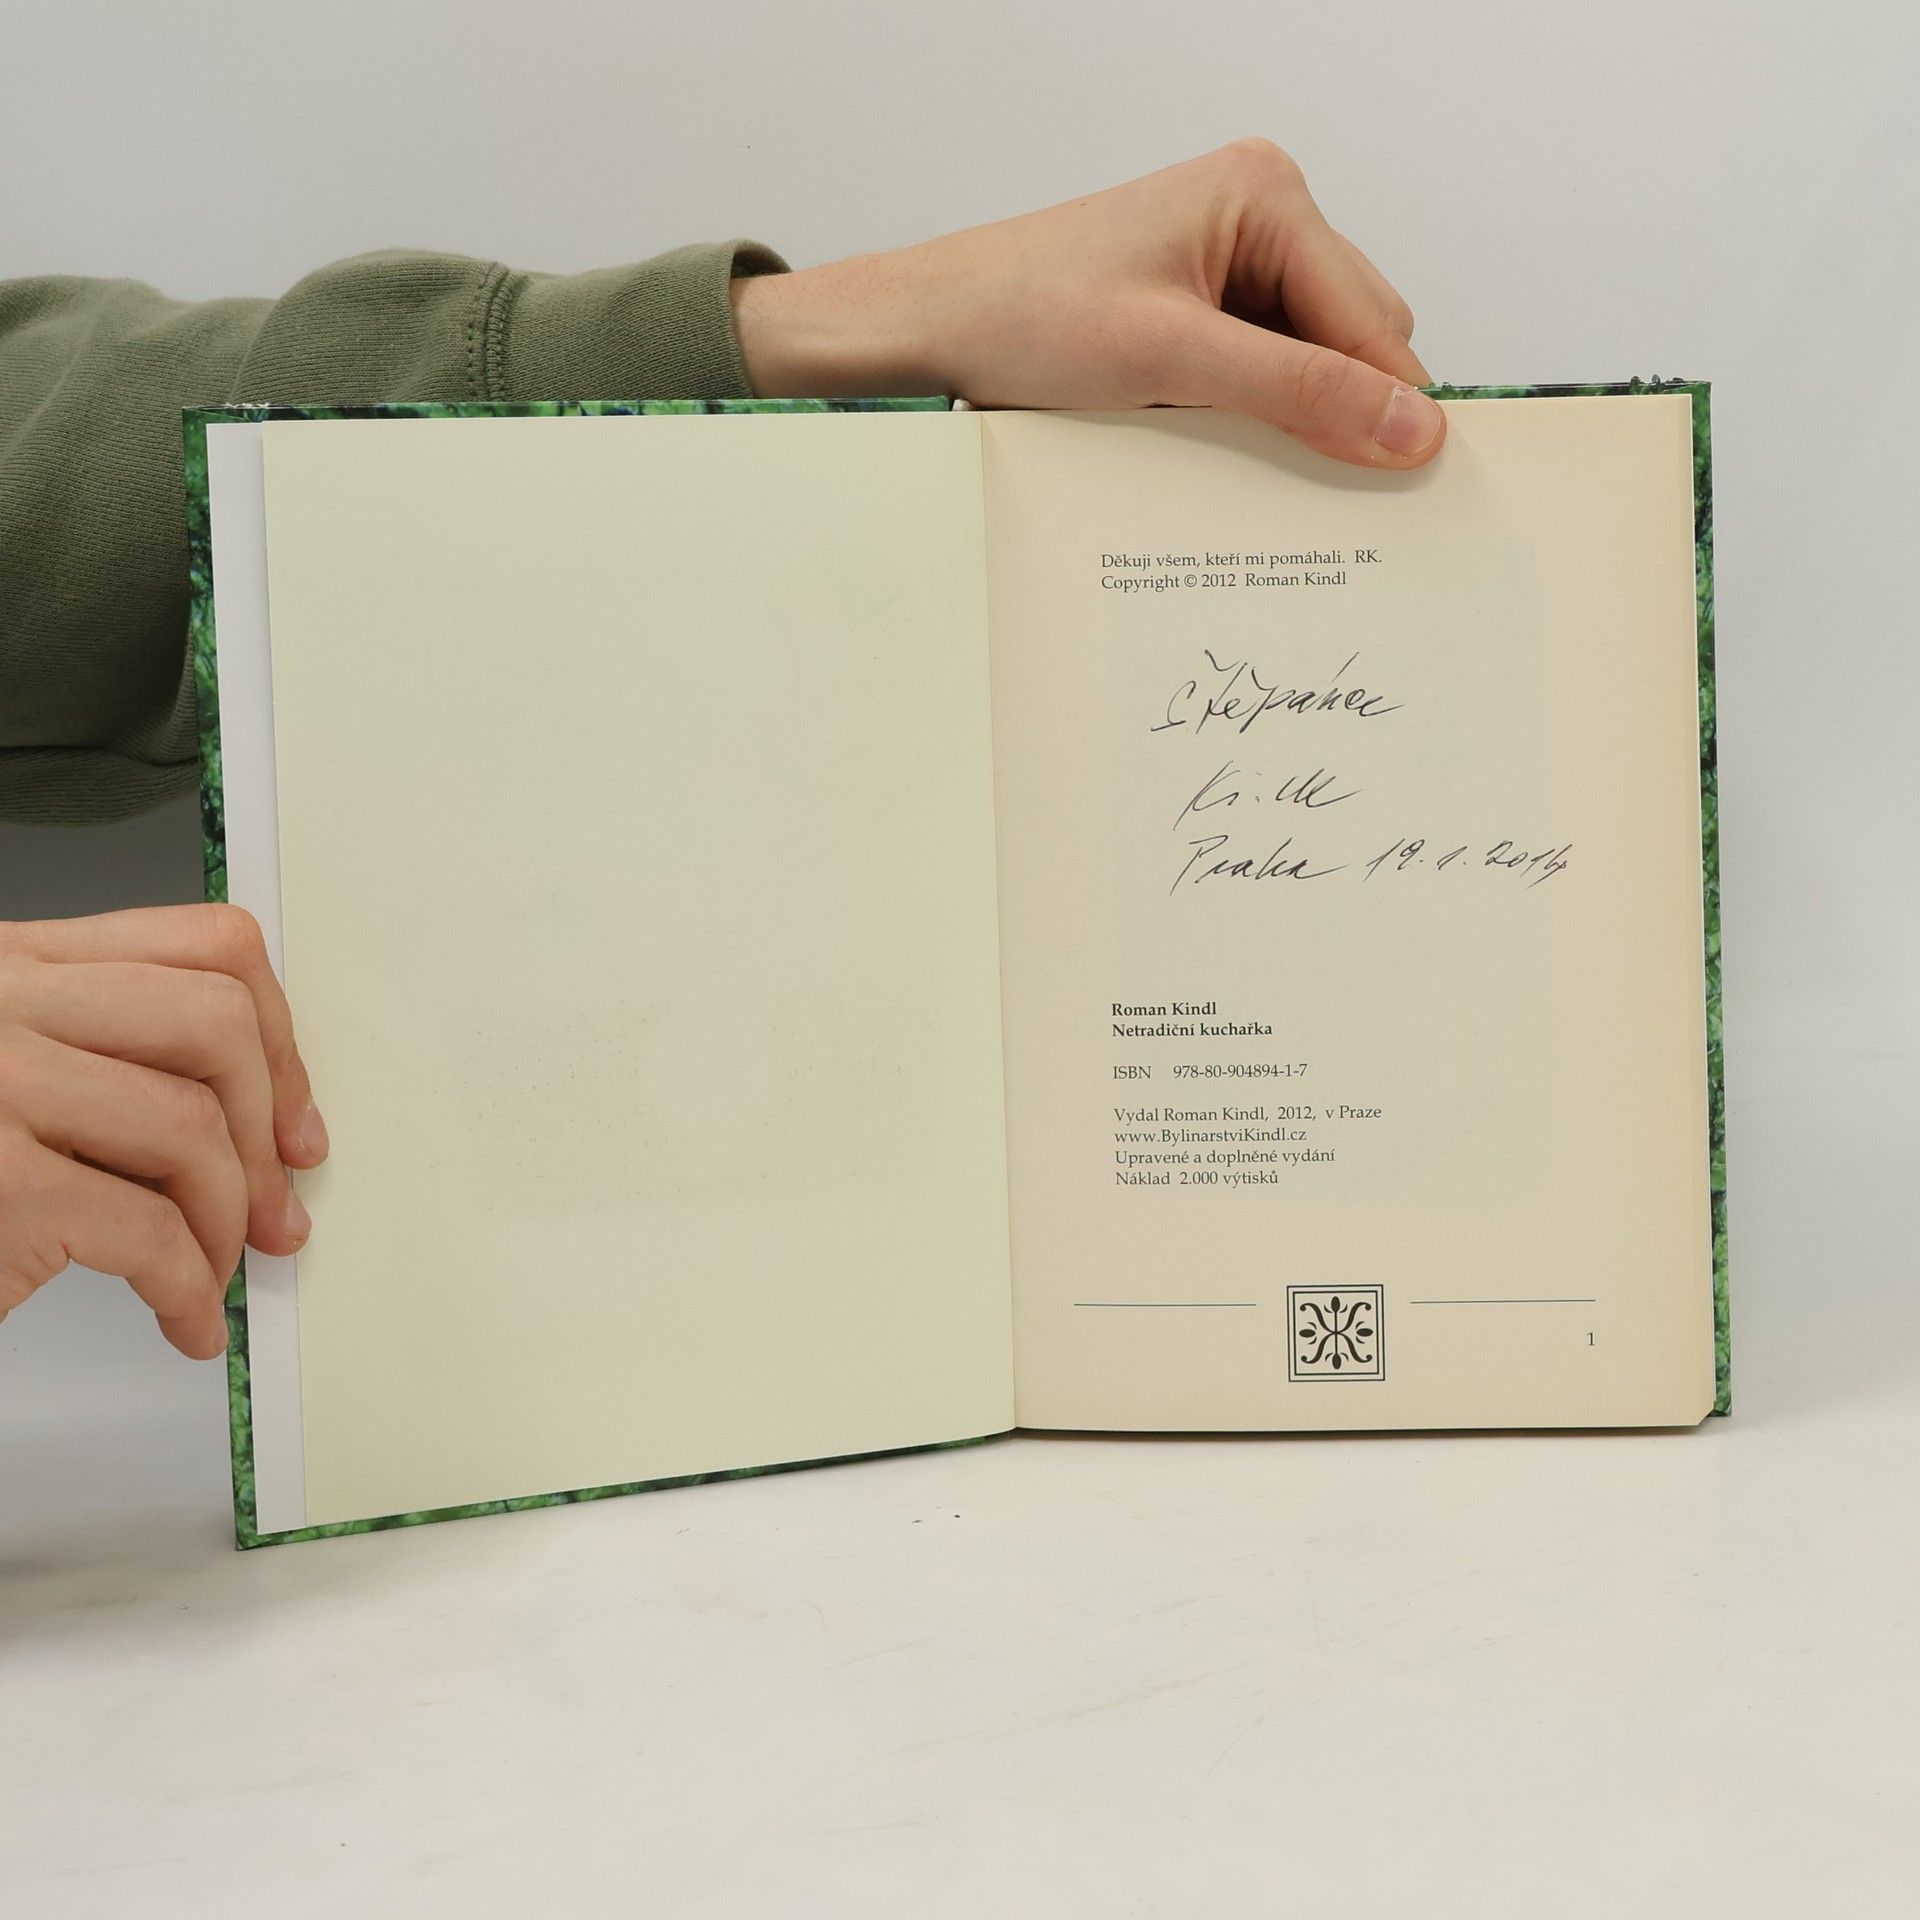 Děkuji všem, kteří mi pomáhali. RK.
Copyright © 2012 Roman Kindl
Štěpánce
Kindl
Praha 19. 1. 2014
Roman Kindl
Netradiční kuchařka
ISBN 978-80-904894-1-7
Vydal Roman Kindl, 2012, v Praze
www.BylinarstviKindl.cz
Upravené a doplněné vydání
Náklad 2.000 výtisků
1